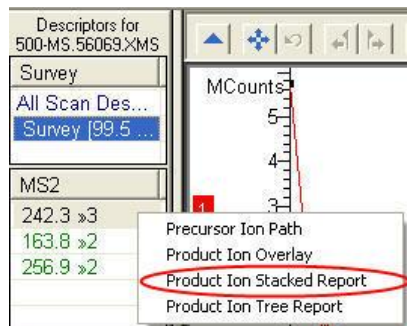 Descriptors for
500-MS.56069.XMS
Survey
All Scan Des...
Survey [99.5 ...
MS2
242.3 »3
163.8 »2
256.9 »2
MCounts
5
4
3
1
Precursor Ion Path
Product Ion Overlay
Product Ion Stacked Report
Product Ion Tree Report